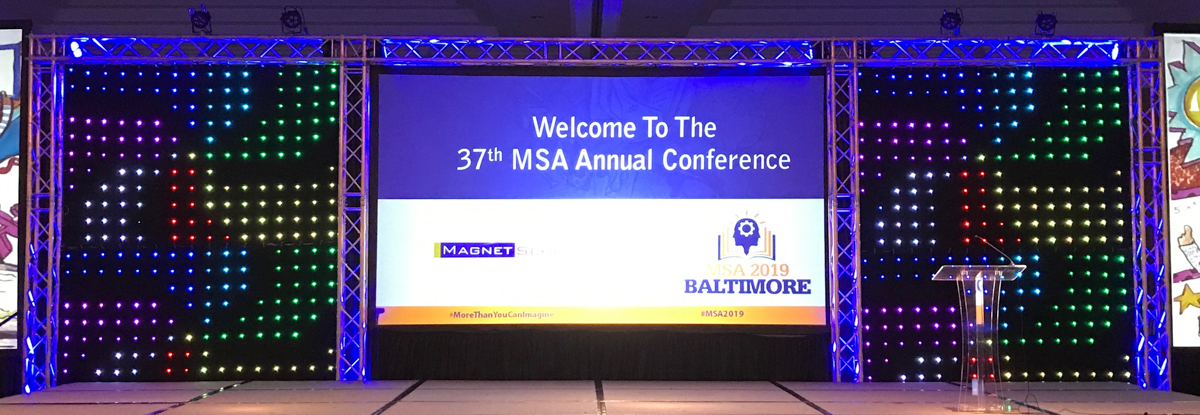 Welcome To The
37th MSA Annual Conference
MAGNET
MSA 2019
BALTIMORE
#MoreThanYouCanImagine
#MSA2019